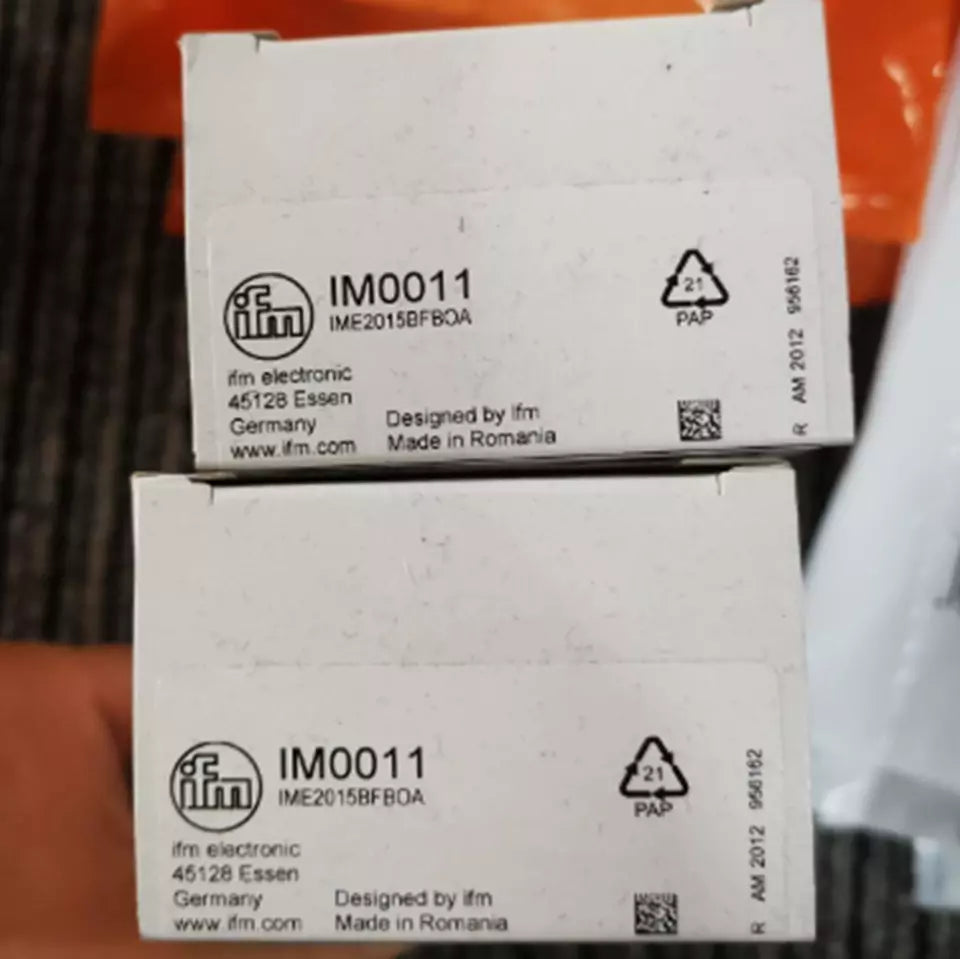 ifm
IM0011
IME2015BFBOA
21
PAP
ifm electronic
45128 Essen
Germany
www.ifm.com
Designed by ifm
Made in Romania
R AM 2012 956162
ifm
IM0011
IME2015BFBOA
21
PAP
ifm electronic
45128 Essen
Germany
www.ifm.com
Designed by ifm
Made in Romania
R AM 2012 956162